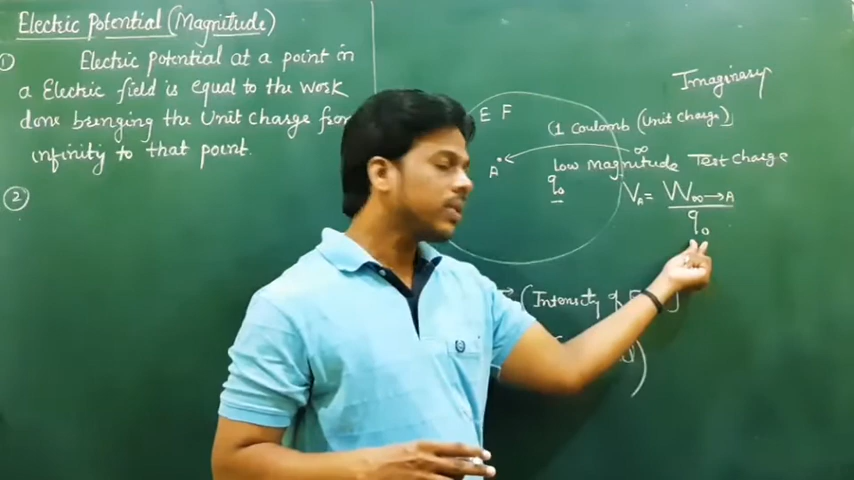 Electric Potential (Magnitude)
① Electric Potential at a point in
a Electric field is equal to the work
done bringing the Unit Charge from
infinity to that point.
②
Imaginary
E F
1 Coulomb (Unit Charge)
∞
A
low Magnitude Test Charge
q₀
V_A = W∞→A / q₀
(Intensity of E